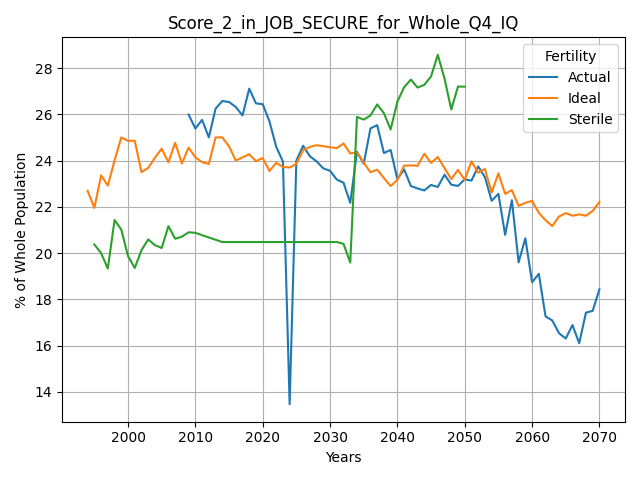 Score_2_in_JOB_SECURE_for_Whole_Q4_IQ
Fertility
Actual
Ideal
Sterile
% of Whole Population
28
26
24
22
20
18
16
14
2000 2010 2020 2030 2040 2050 2060 2070
Years